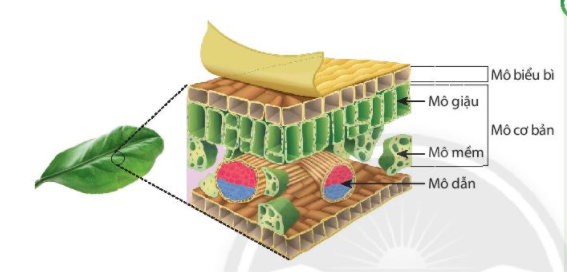 Mô biểu bì
Mô giậu
Mô cơ bản
Mô mềm
Mô dẫn